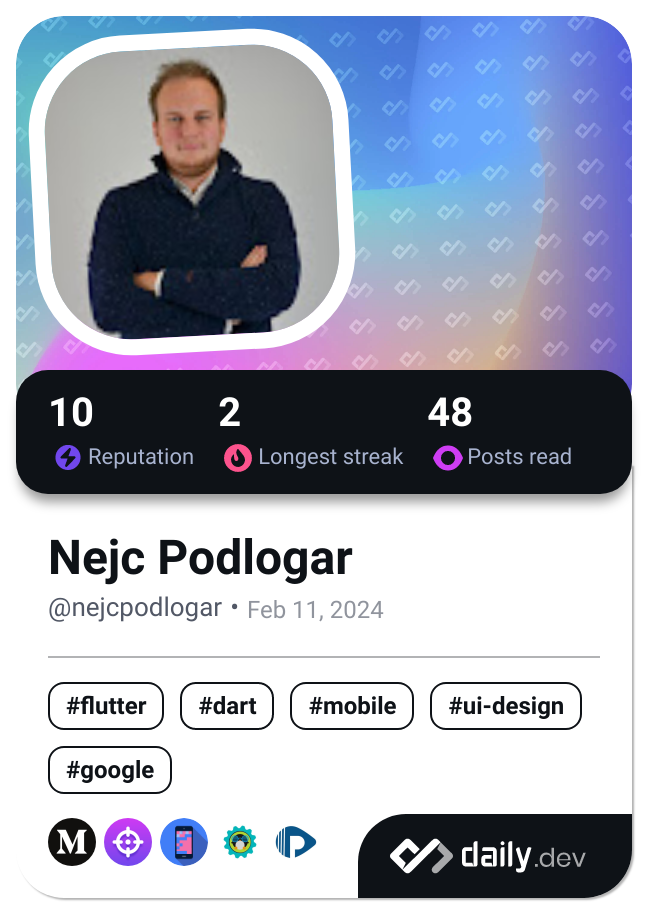 10 2 48
Reputation Longest streak Posts read
Nejc Podlogar
@nejcpodlogar • Feb 11, 2024
#flutter #dart #mobile #ui-design
#google
M
daily.dev